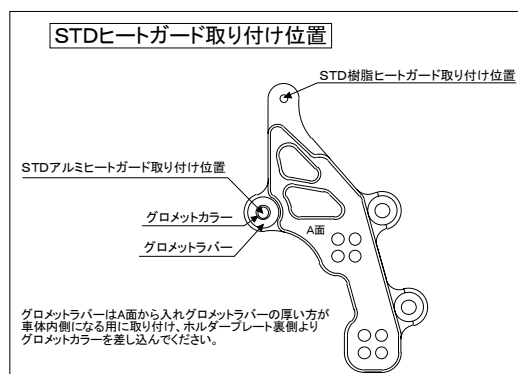 STDヒートガード取り付け位置
STD樹脂ヒートガード取り付け位置
STDアルミヒートガード取り付け位置
グロメットカラー
グロメットラバー
A面
グロメットラバーはA面から入れグロメットラバーの厚い方が
車体内側になる用に取り付け、ホルダープレート裏側より
グロメットカラーを差し込んでください。